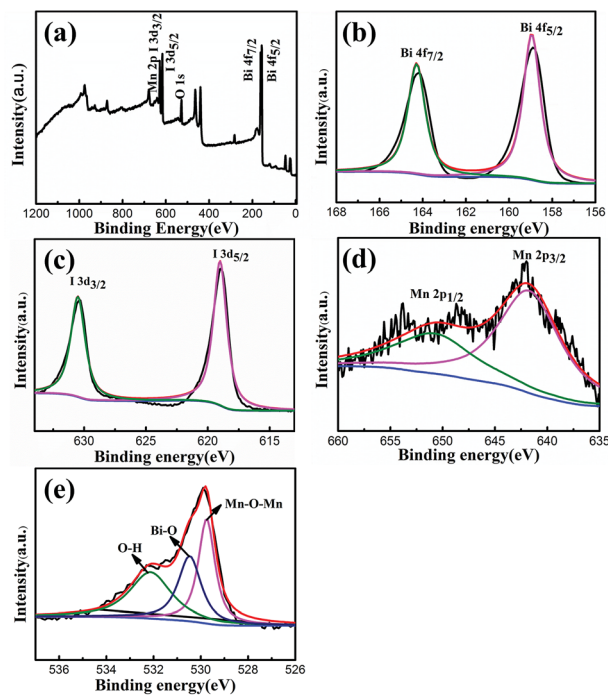 (a)
Mn 2p
I 3d3/2
I 3d5/2
O 1s
Bi 4f7/2
Bi 4f5/2
Intensity(a.u.)
1200 1000 800 600 400 200 0
Binding Energy(eV)
(b)
Bi 4f7/2
Bi 4f5/2
Intensity(a.u.)
168 166 164 162 160 158 156
Binding energy(eV)
(c)
I 3d3/2
I 3d5/2
Intensity(a.u.)
630 625 620 615
Binding energy(eV)
(d)
Mn 2p1/2
Mn 2p3/2
Intensity(a.u.)
660 655 650 645 640 635
Binding energy(eV)
(e)
Mn-O-Mn
Bi-O
O-H
Intensity(a.u.)
536 534 532 530 528 526
Binding energy(eV)